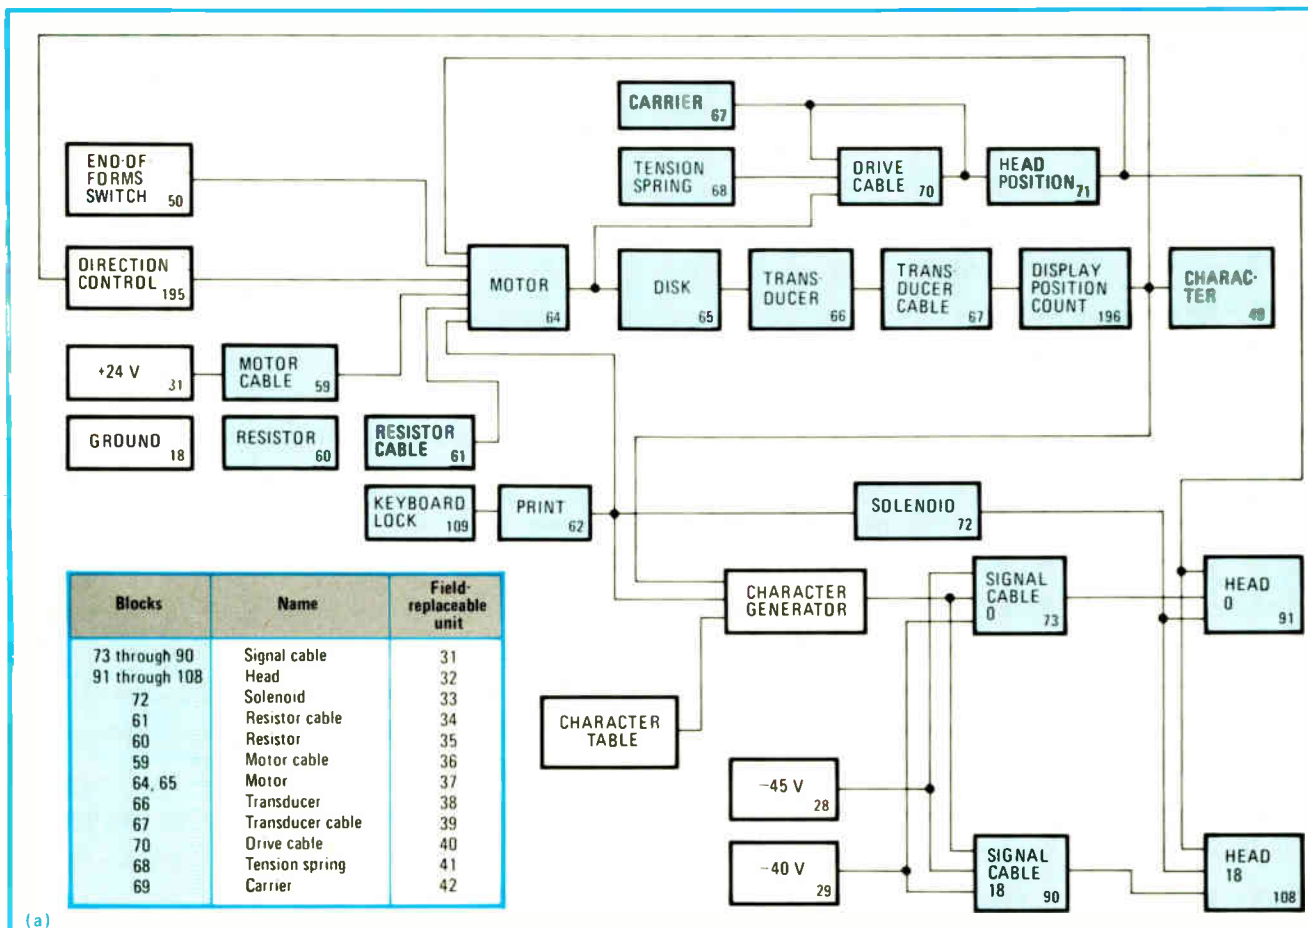 CARRIER
67
END-OF
FORMS
SWITCH
50
TENSION
SPRING
68
DRIVE
CABLE
70
HEAD
POSITION
71
DIRECTION
CONTROL
195
MOTOR
64
DISK
65
TRANS-
DUCER
66
TRANS-
DUCER
CABLE
67
DISPLAY
POSITION
COUNT
196
CHARAC-
TER
49
+24 V
31
MOTOR
CABLE
59
GROUND
18
RESISTOR
60
RESISTOR
CABLE
61
KEYBOARD
LOCK
109
PRINT
62
SOLENOID
72
CHARACTER
GENERATOR
SIGNAL
CABLE
0
73
HEAD
0
91
CHARACTER
TABLE
−45 V
28
−40 V
29
SIGNAL
CABLE
18
90
HEAD
18
108
Blocks Name Field-
replaceable
unit
73 through 90 Signal cable 31
91 through 108 Head 32
72 Solenoid 33
61 Resistor cable 34
60 Resistor 35
59 Motor cable 36
64, 65 Motor 37
66 Transducer 38
67 Transducer cable 39
70 Drive cable 40
68 Tension spring 41
69 Carrier 42
(a)